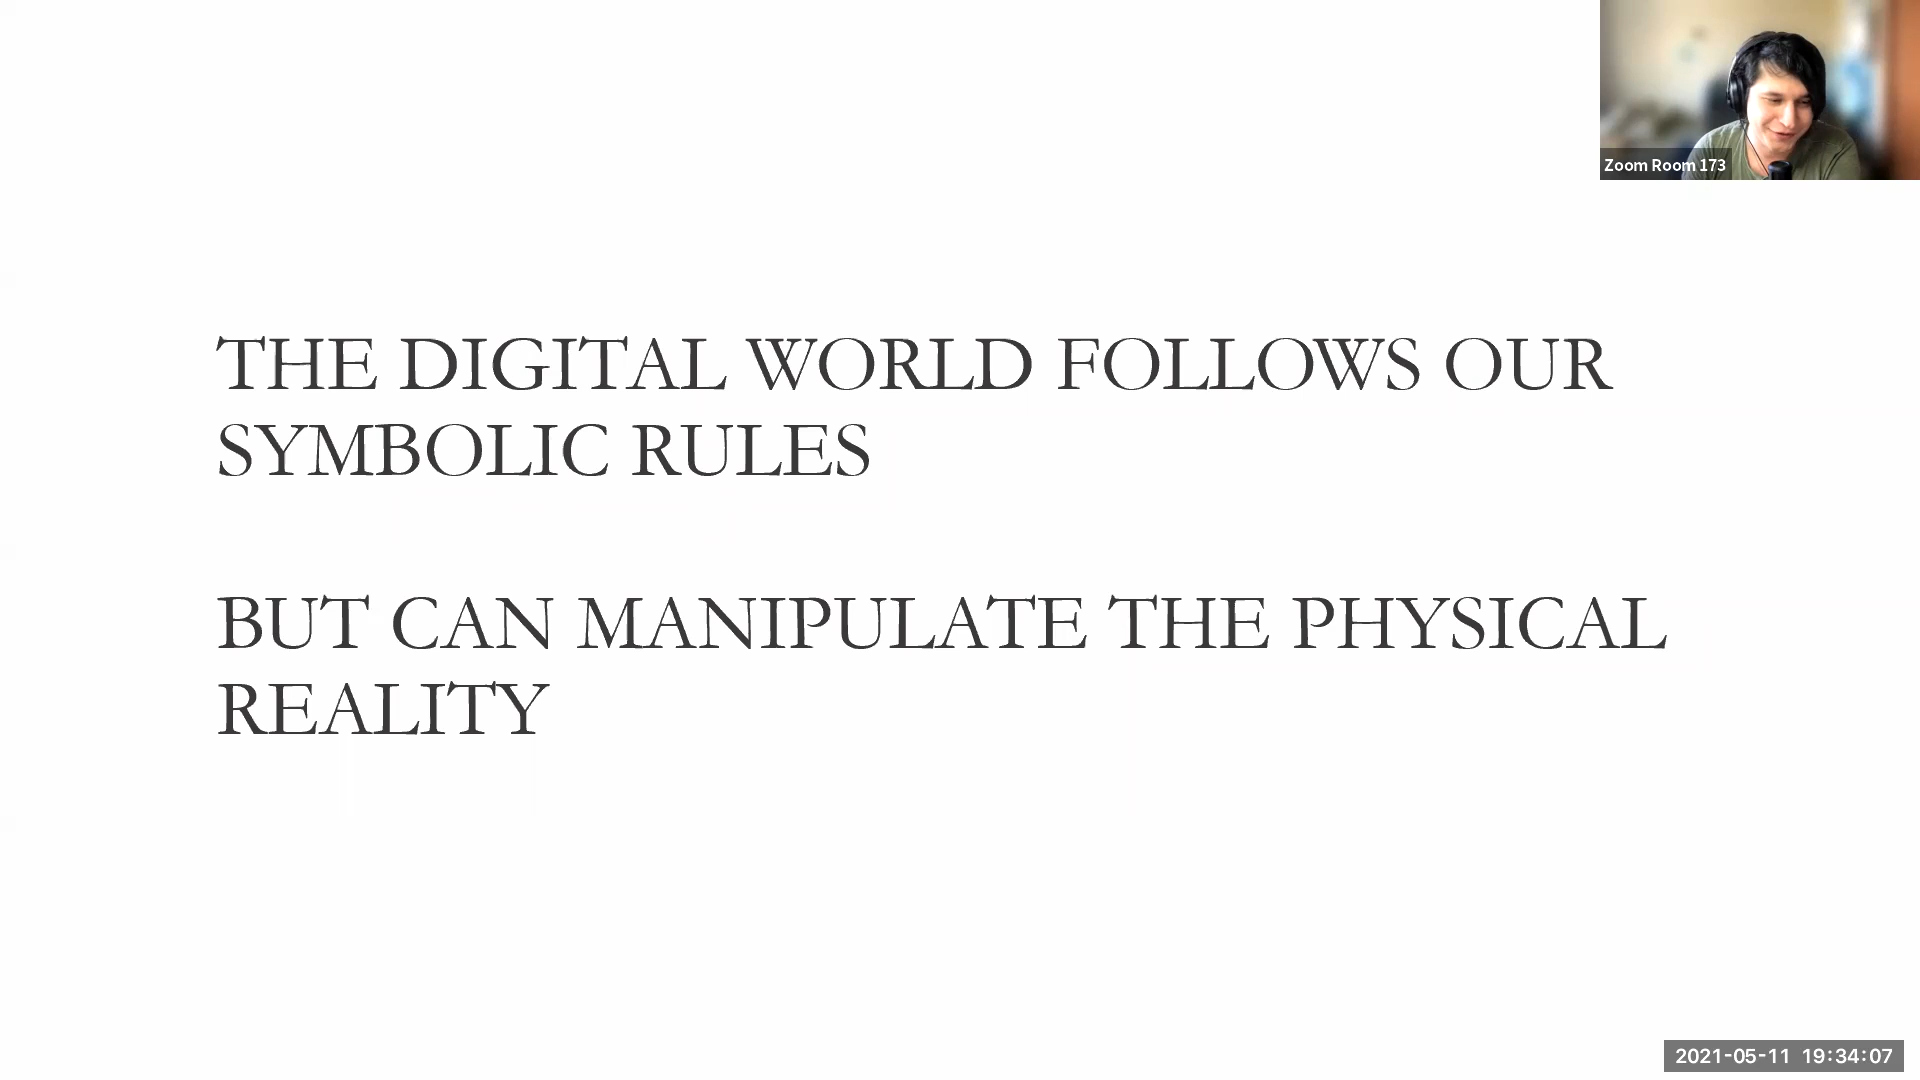 Zoom Room 173
THE DIGITAL WORLD FOLLOWS OUR
SYMBOLIC RULES
BUT CAN MANIPULATE THE PHYSICAL
REALITY
2021-05-11 19:34:07